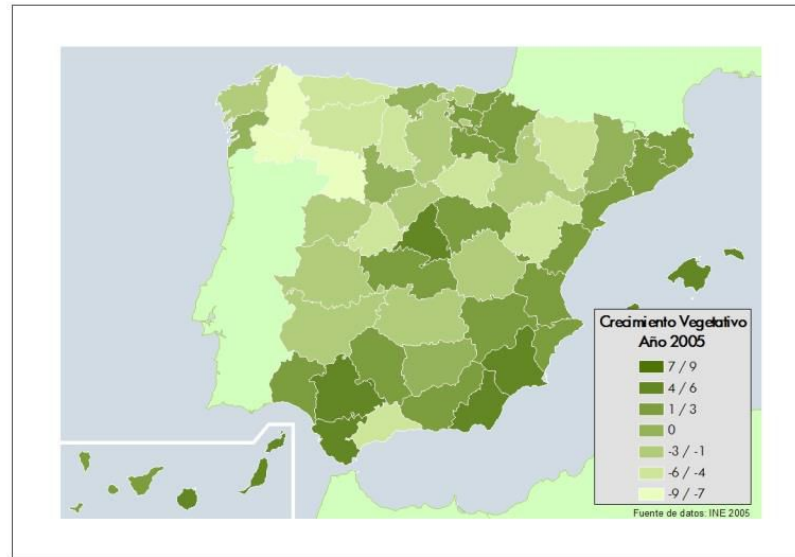 Crecimiento Vegetativo
Año 2005
7 / 9
4 / 6
1 / 3
0
-3 / -1
-6 / -4
-9 / -7
Fuente de datos: INE 2005